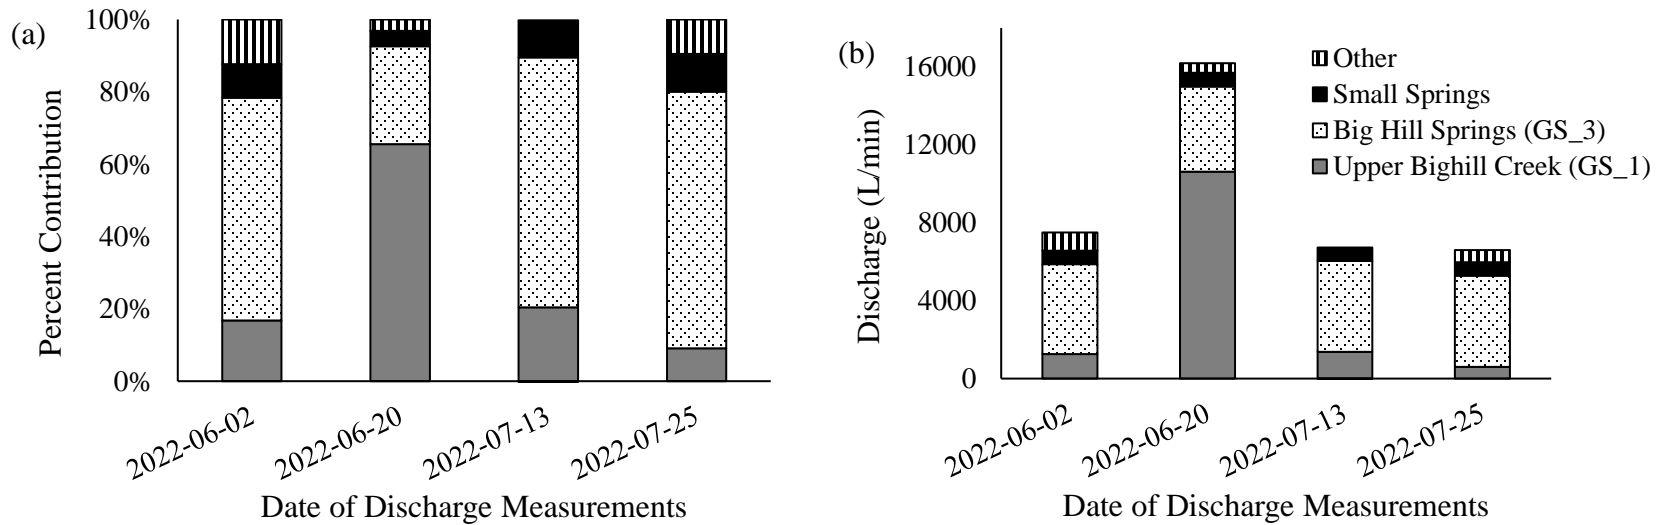 (a)
Percent Contribution
100%
80%
60%
40%
20%
0%
2022-06-02
2022-06-20
2022-07-13
2022-07-25
Date of Discharge Measurements
(b)
Discharge (L/min)
16000
12000
8000
4000
0
Other
Small Springs
Big Hill Springs (GS_3)
Upper Bighill Creek (GS_1)
2022-06-02
2022-06-20
2022-07-13
2022-07-25
Date of Discharge Measurements